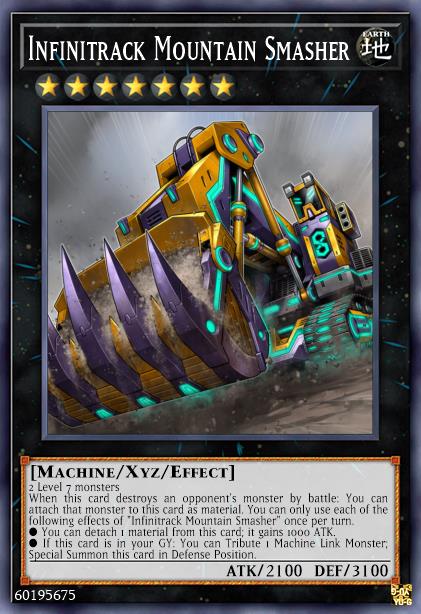 INFINITRACK MOUNTAIN SMASHER
EARTH
地
[MACHINE/XYZ/EFFECT]
2 Level 7 monsters
When this card destroys an opponent's monster by battle: You can
attach that monster to this card as material. You can only use each of the
following effects of "Infinitrack Mountain Smasher" once per turn.
● You can detach 1 material from this card; it gains 1000 ATK.
● If this card is in your GY: You can Tribute 1 Machine Link Monster;
Special Summon this card in Defense Position.
ATK/2100 DEF/3100
60195675